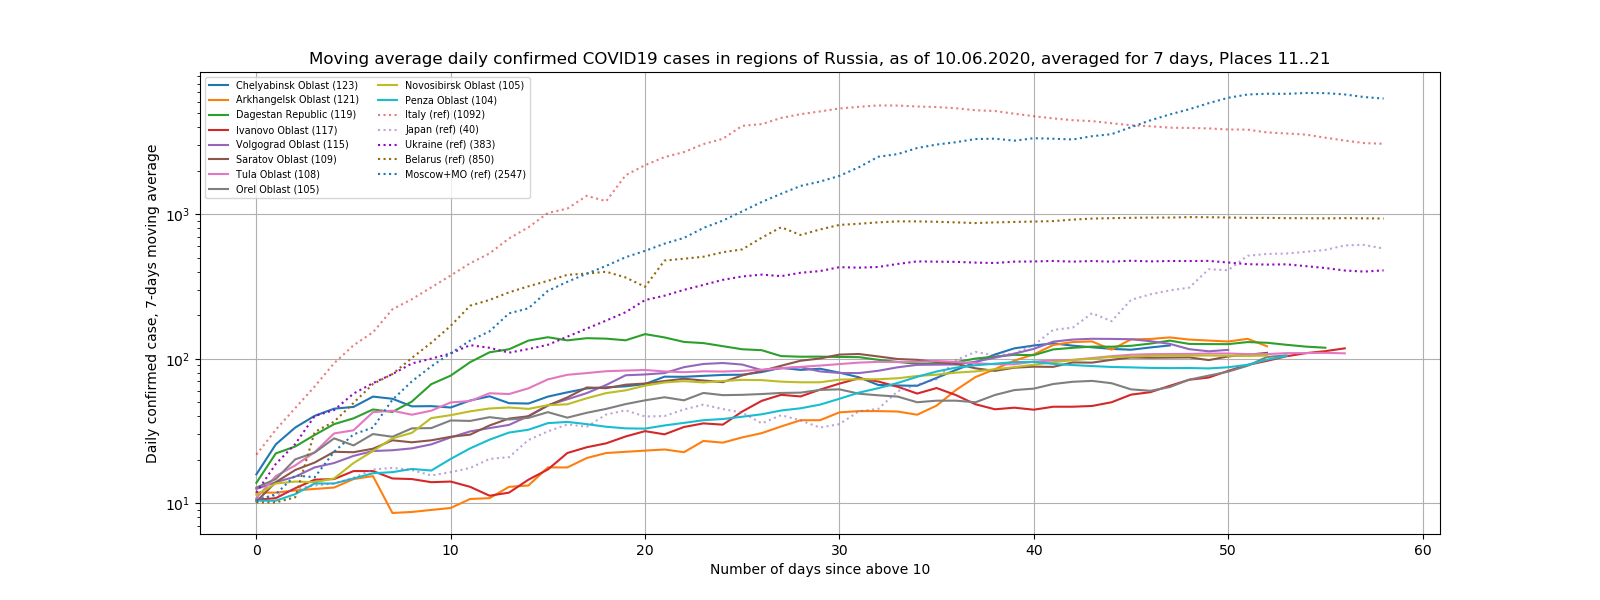 Moving average daily confirmed COVID19 cases in regions of Russia, as of 10.06.2020, averaged for 7 days, Places 11..21
Chelyabinsk Oblast (123)
Arkhangelsk Oblast (121)
Dagestan Republic (119)
Ivanovo Oblast (117)
Volgograd Oblast (115)
Saratov Oblast (109)
Tula Oblast (108)
Orel Oblast (105)
Novosibirsk Oblast (105)
Penza Oblast (104)
Italy (ref) (1092)
Japan (ref) (40)
Ukraine (ref) (383)
Belarus (ref) (850)
Moscow+MO (ref) (2547)
Daily confirmed case, 7-days moving average
10³
10²
10¹
0 10 20 30 40 50 60
Number of days since above 10